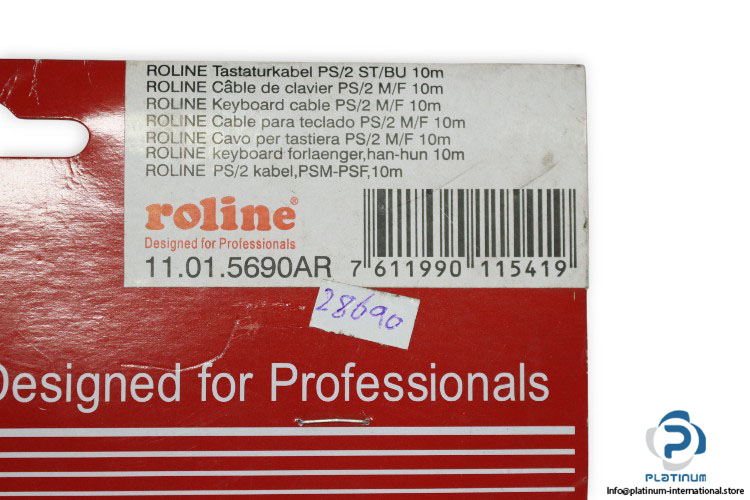 ROLINE Tastaturkabel PS/2 ST/BU 10m
ROLINE Câble de clavier PS/2 M/F 10m
ROLINE Keyboard cable PS/2 M/F 10m
ROLINE Cable para teclado PS/2 M/F 10m
ROLINE Cavo per tastiera PS/2 M/F 10m
ROLINE keyboard forlaenger,han-hun 10m
ROLINE PS/2 kabel,PSM-PSF,10m
roline®
Designed for Professionals
11.01.5690AR
7 611990 115419
28690
Designed for Professionals
PLATINUM
Info@platinum-international.store